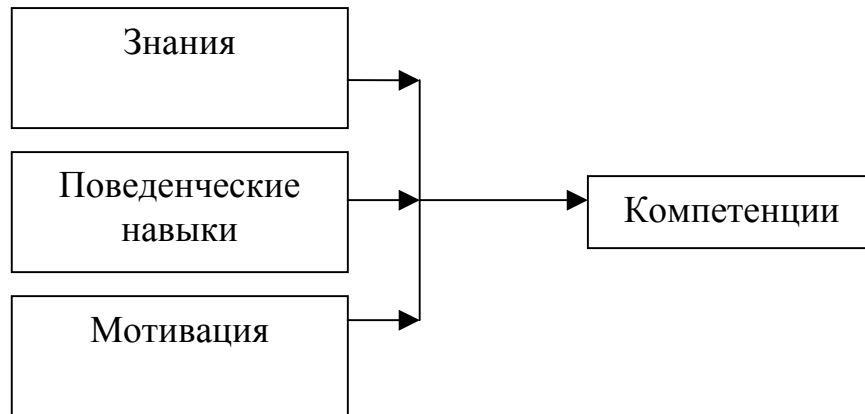 Знания
Поведенческие
навыки
Мотивация
Компетенции